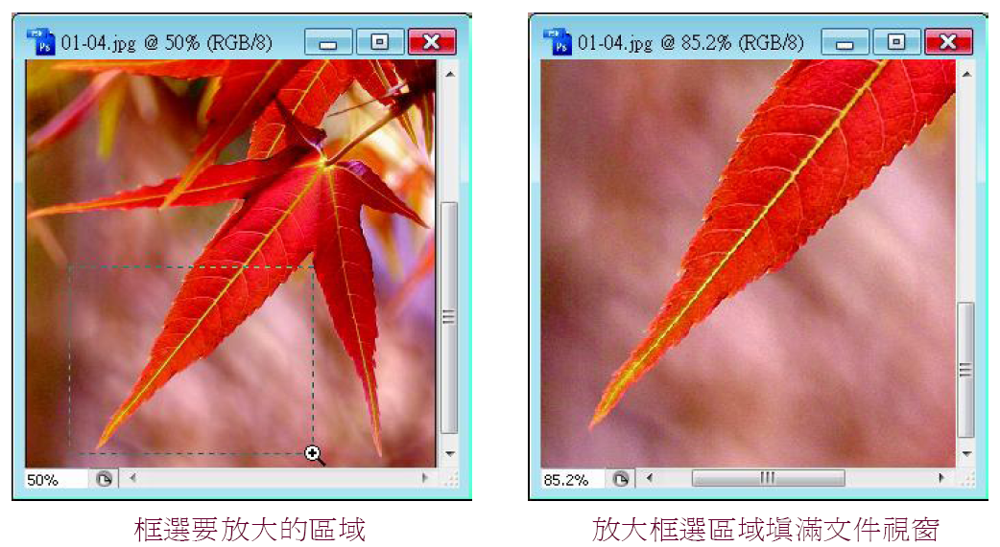 01-04.jpg @ 50% (RGB/8)
50%
框選要放大的區域
01-04.jpg @ 85.2% (RGB/8)
85.2%
放大框選區域填滿文件視窗